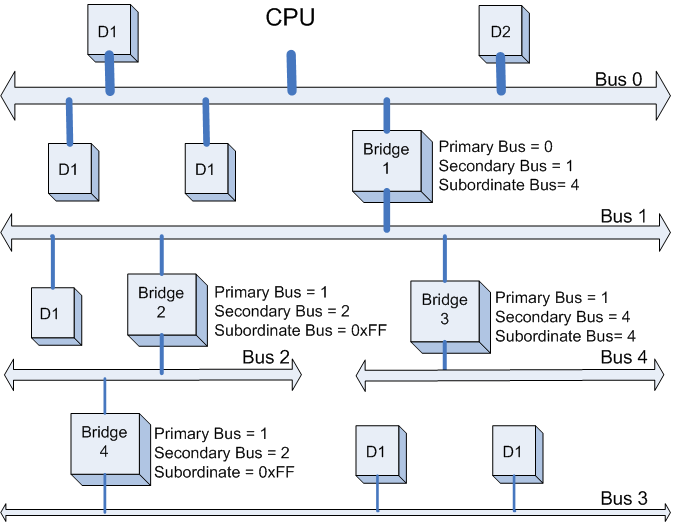 CPU
D1
D2
Bus 0
D1
D1
Bridge
1
Primary Bus = 0
Secondary Bus = 1
Subordinate Bus= 4
Bus 1
D1
Bridge
2
Primary Bus = 1
Secondary Bus = 2
Subordinate Bus = 0xFF
Bridge
3
Primary Bus = 1
Secondary Bus = 4
Subordinate Bus= 4
Bus 2
Bus 4
Bridge
4
Primary Bus = 1
Secondary Bus = 2
Subordinate = 0xFF
D1
D1
Bus 3